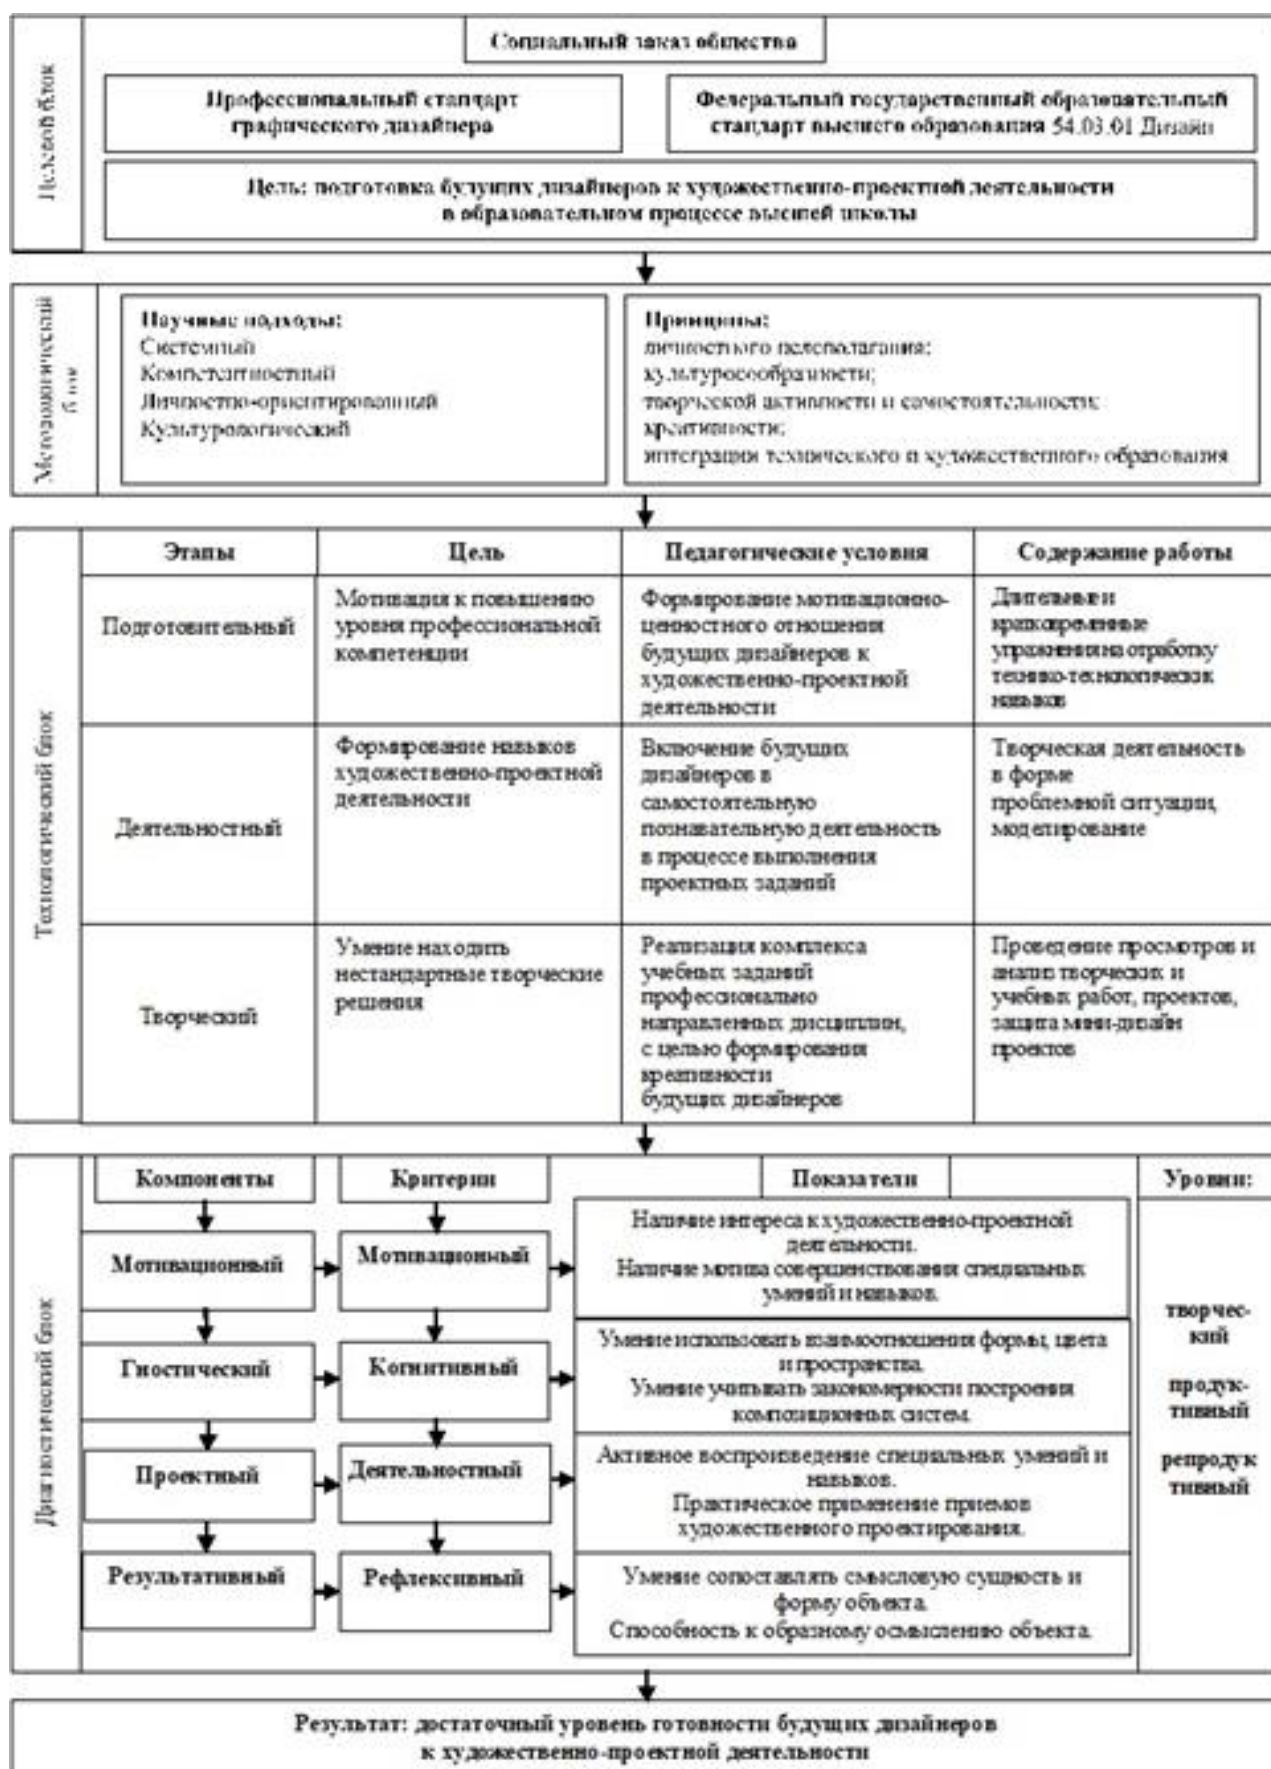 Социальный заказ общества
Целевой блок
Профессиональный стандарт
графического дизайнера
Федеральный государственный образовательный
стандарт высшего образования 54.03.01 Дизайн
Цель: подготовка будущих дизайнеров к художественно-проектной деятельности
в образовательном процессе высшей школы
Методологический
блок
Научные подходы:
Системный
Компетентностный
Личностно-ориентированный
Культурологический
Принципы:
личностного целеполагания;
культуросообразности;
творческой активности и самостоятельности;
креативности;
интеграции технического и художественного образования
Технологический блок
Этапы
Цель
Педагогические условия
Содержание работы
Подготовительный
Мотивация к повышению
уровня профессиональной
компетенции
Формирование мотивационно-
ценностного отношения
будущих дизайнеров к
художественно-проектной
деятельности
Длительные и
кратковременные
упражнения на отработку
технико-технологических
навыков
Деятельностный
Формирование навыков
художественно-проектной
деятельности
Включение будущих
дизайнеров в
самостоятельную
познавательную деятельность
в процессе выполнения
проектных заданий
Творческая деятельность
в форме
проблемной ситуации,
моделирование
Творческий
Умение находить
нестандартные творческие
решения
Реализация комплекса
учебных заданий
профессионально
направленных дисциплин,
с целью формирования
креативности
будущих дизайнеров
Проведение просмотров и
анализ творческих и
учебных работ, проектов,
защита мини-дизайн
проектов
Диагностический блок
Компоненты
Критерии
Показатели
Уровни:
Мотивационный
Мотивационный
Наличие интереса к художественно-проектной
деятельности.
Наличие мотива совершенствования специальных
умений и навыков.
Гностический
Когнитивный
Умение использовать взаимоотношения формы, цвета
и пространства.
Умение учитывать закономерности построения
композиционных систем.
Проектный
Деятельностный
Активное воспроизведение специальных умений и
навыков.
Практическое применение приемов
художественного проектирования.
Результативный
Рефлексивный
Умение сопоставлять смысловую сущность и
форму объекта.
Способность к образному осмыслению объекта.
творчес-
кий
продук-
тивный
репродук
тивный
Результат: достаточный уровень готовности будущих дизайнеров
к художественно-проектной деятельности